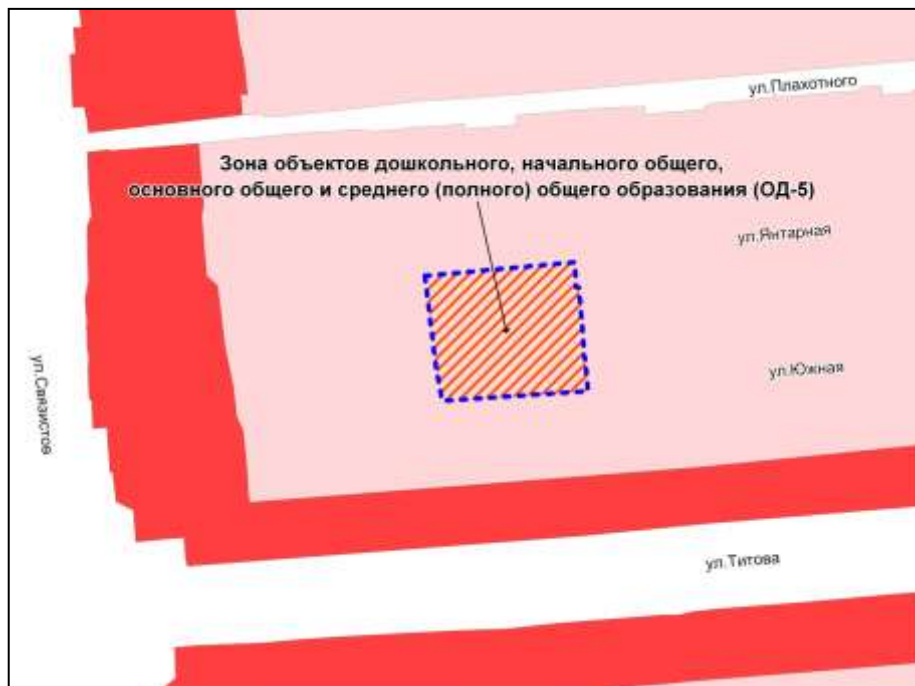 ул.Плахотного
Зона объектов дошкольного, начального общего,
основного общего и среднего (полного) общего образования (ОД-5)
ул.Янтарная
ул.Связистов
ул.Южная
ул.Титова